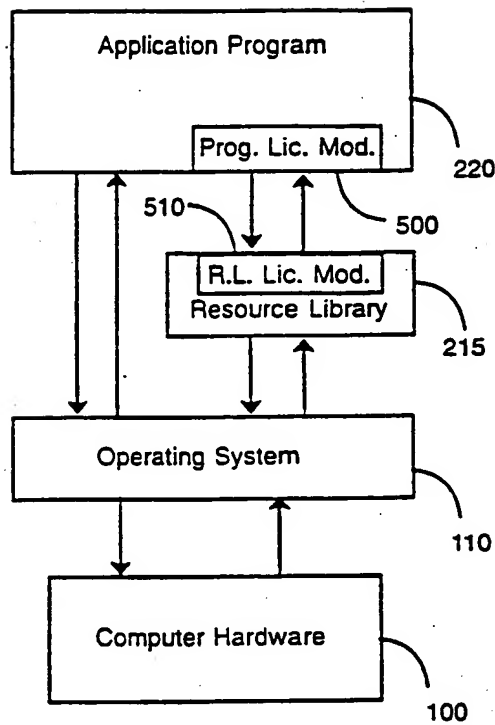 Application Program
Prog. Lic. Mod.
220
500
510
R.L. Lic. Mod.
Resource Library
215
Operating System
110
Computer Hardware
100